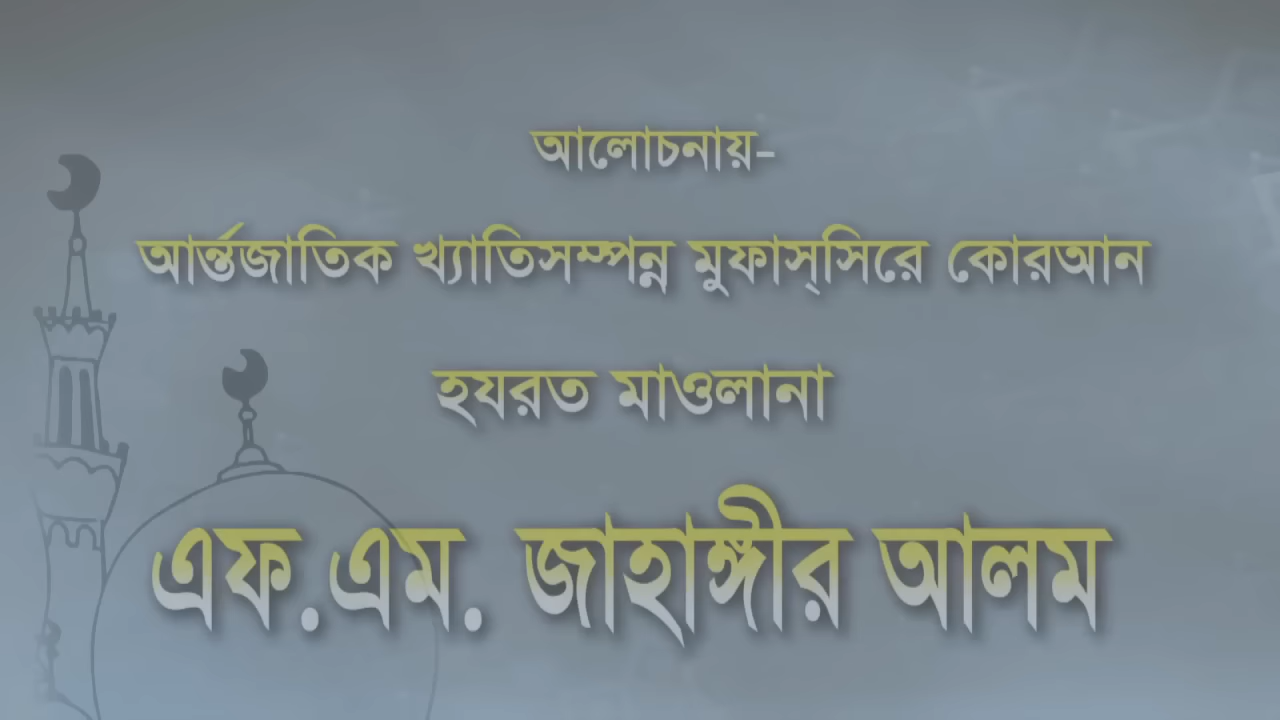 আলোচনায়-
আর্ন্তজাতিক খ্যাতিসম্পন্ন মুফাস্‌সিরে কোরআন
হযরত মাওলানা
এফ.এম. জাহাঙ্গীর আলম